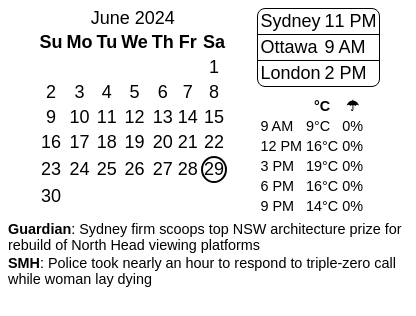 June 2024
Su Mo Tu We Th Fr Sa
1
2 3 4 5 6 7 8
9 10 11 12 13 14 15
16 17 18 19 20 21 22
23 24 25 26 27 28 29
30
Sydney 11 PM
Ottawa 9 AM
London 2 PM
°C ☂
9 AM 9°C 0%
12 PM 16°C 0%
3 PM 19°C 0%
6 PM 16°C 0%
9 PM 14°C 0%
Guardian: Sydney firm scoops top NSW architecture prize for
rebuild of North Head viewing platforms
SMH: Police took nearly an hour to respond to triple-zero call
while woman lay dying